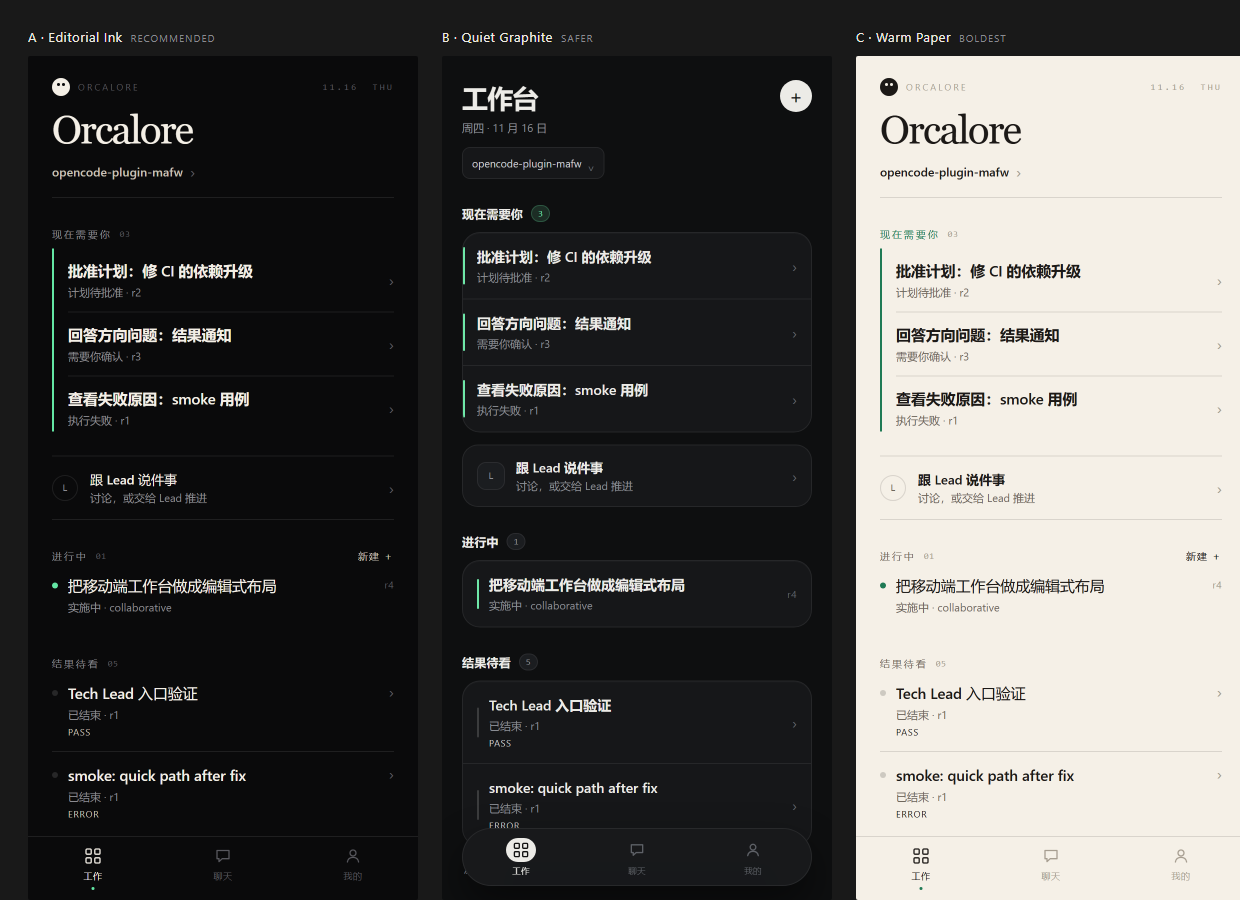 A · Editorial Ink RECOMMENDED
ORCALORE 11.16 THU
Orcalore
opencode-plugin-mafw ›
现在需要你 03
批准计划：修 CI 的依赖升级 ›
计划待批准 · r2
回答方向问题：结果通知 ›
需要你确认 · r3
查看失败原因：smoke 用例 ›
执行失败 · r1
L
跟 Lead 说件事 ›
讨论，或交给 Lead 推进
进行中 01 新建 +
把移动端工作台做成编辑式布局 r4
实施中 · collaborative
结果待看 05
Tech Lead 入口验证 ›
已结束 · r1
PASS
smoke: quick path after fix ›
已结束 · r1
ERROR
工作 聊天 我的
B · Quiet Graphite SAFER
工作台 +
周四 · 11 月 16 日
opencode-plugin-mafw v
现在需要你 3
批准计划：修 CI 的依赖升级 ›
计划待批准 · r2
回答方向问题：结果通知 ›
需要你确认 · r3
查看失败原因：smoke 用例 ›
执行失败 · r1
L
跟 Lead 说件事 ›
讨论，或交给 Lead 推进
进行中 1
把移动端工作台做成编辑式布局 r4
实施中 · collaborative
结果待看 5
Tech Lead 入口验证 ›
已结束 · r1
PASS
smoke: quick path after fix ›
已结束 · r1
ERROR
工作 聊天 我的
C · Warm Paper BOLDEST
ORCALORE 11.16 THU
Orcalore
opencode-plugin-mafw ›
现在需要你 03
批准计划：修 CI 的依赖升级 ›
计划待批准 · r2
回答方向问题：结果通知 ›
需要你确认 · r3
查看失败原因：smoke 用例 ›
执行失败 · r1
L
跟 Lead 说件事 ›
讨论，或交给 Lead 推进
进行中 01 新建 +
把移动端工作台做成编辑式布局 r4
实施中 · collaborative
结果待看 05
Tech Lead 入口验证 ›
已结束 · r1
PASS
smoke: quick path after fix ›
已结束 · r1
ERROR
工作 聊天 我的